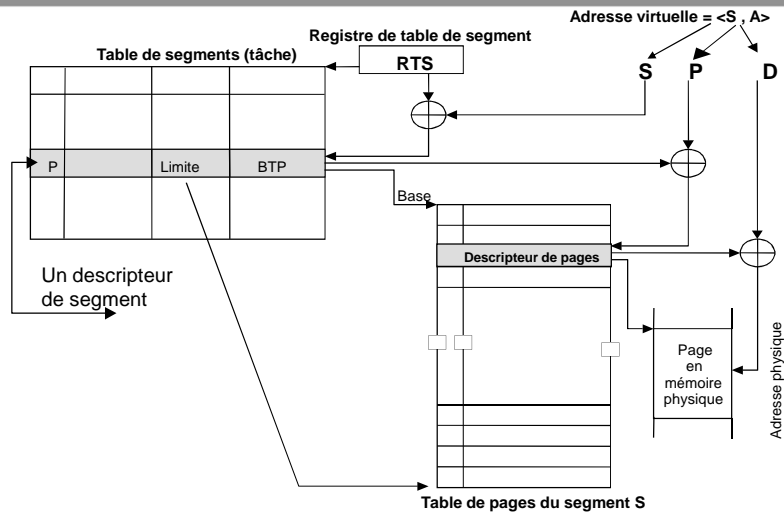 Adresse virtuelle = <S , A>
Registre de table de segment
Table de segments (tâche)
RTS
S P D
P Limite BTP
Base
Descripteur de pages
Un descripteur
de segment
Page
en
mémoire
physique
Adresse physique
Table de pages du segment S